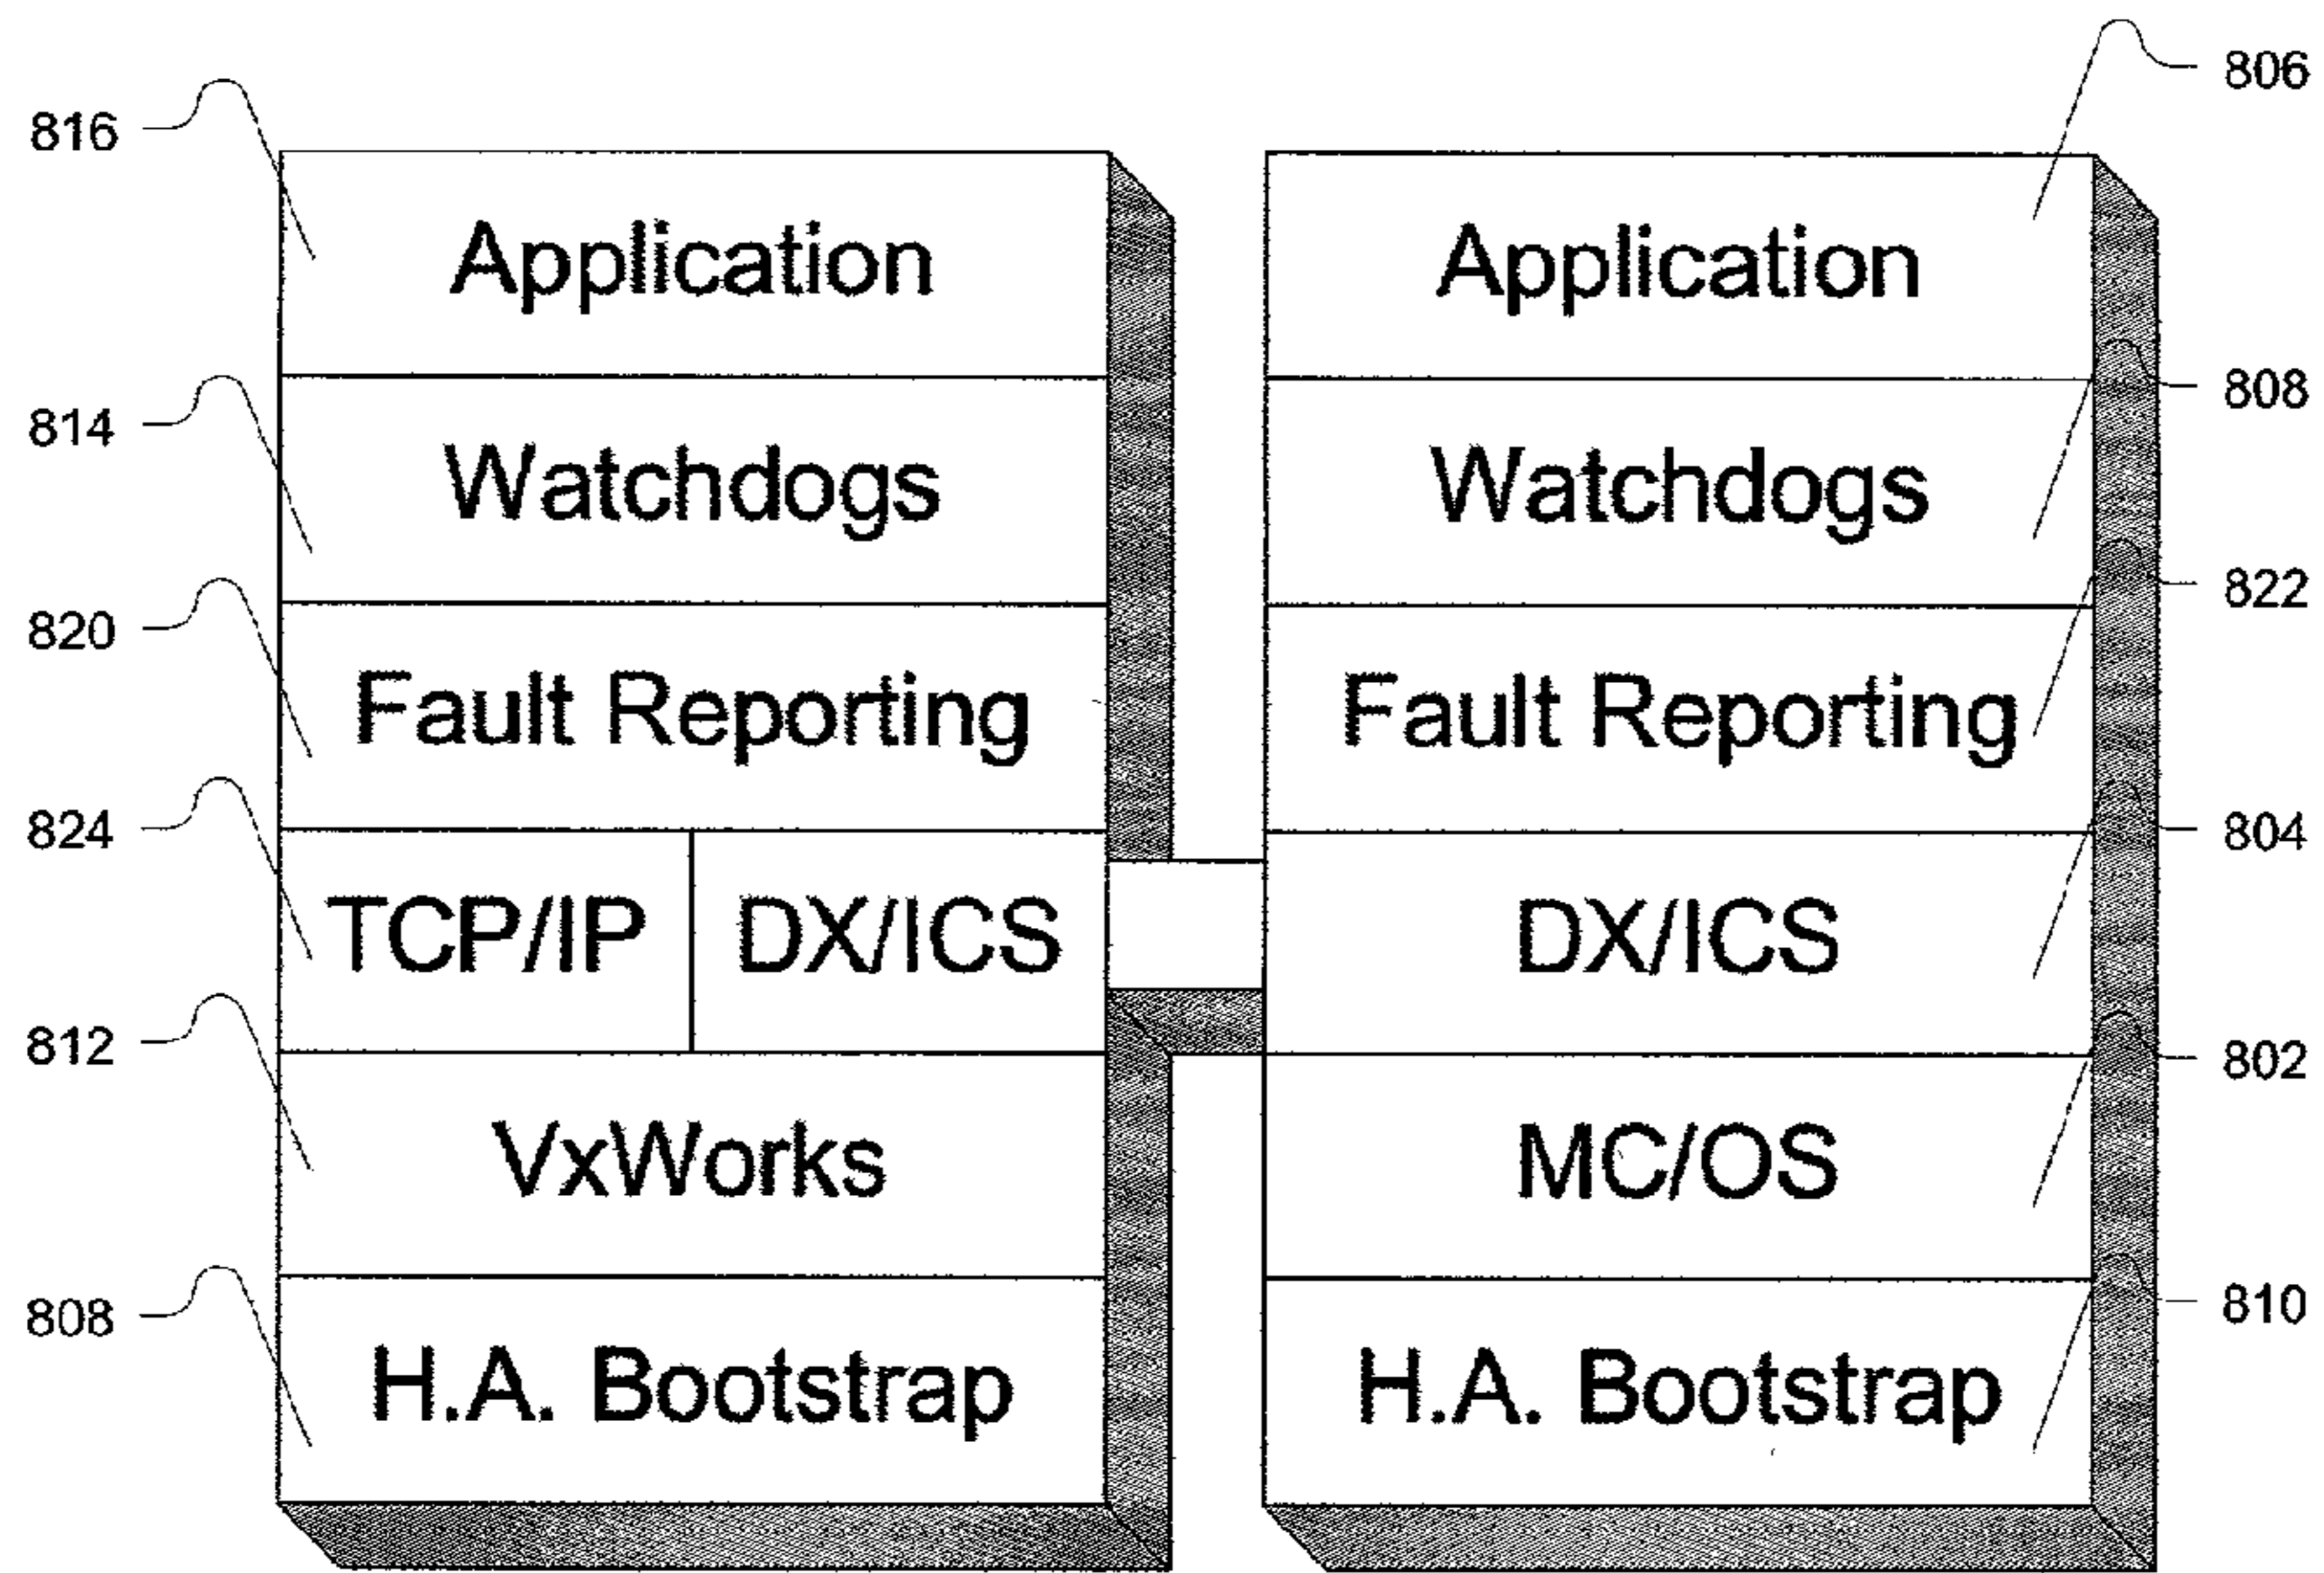 806
816
Application
Application
808
814
Watchdogs
Watchdogs
822
820
Fault Reporting
Fault Reporting
824
804
TCP/IP
DX/ICS
DX/ICS
812
802
VxWorks
MC/OS
808
810
H.A. Bootstrap
H.A. Bootstrap